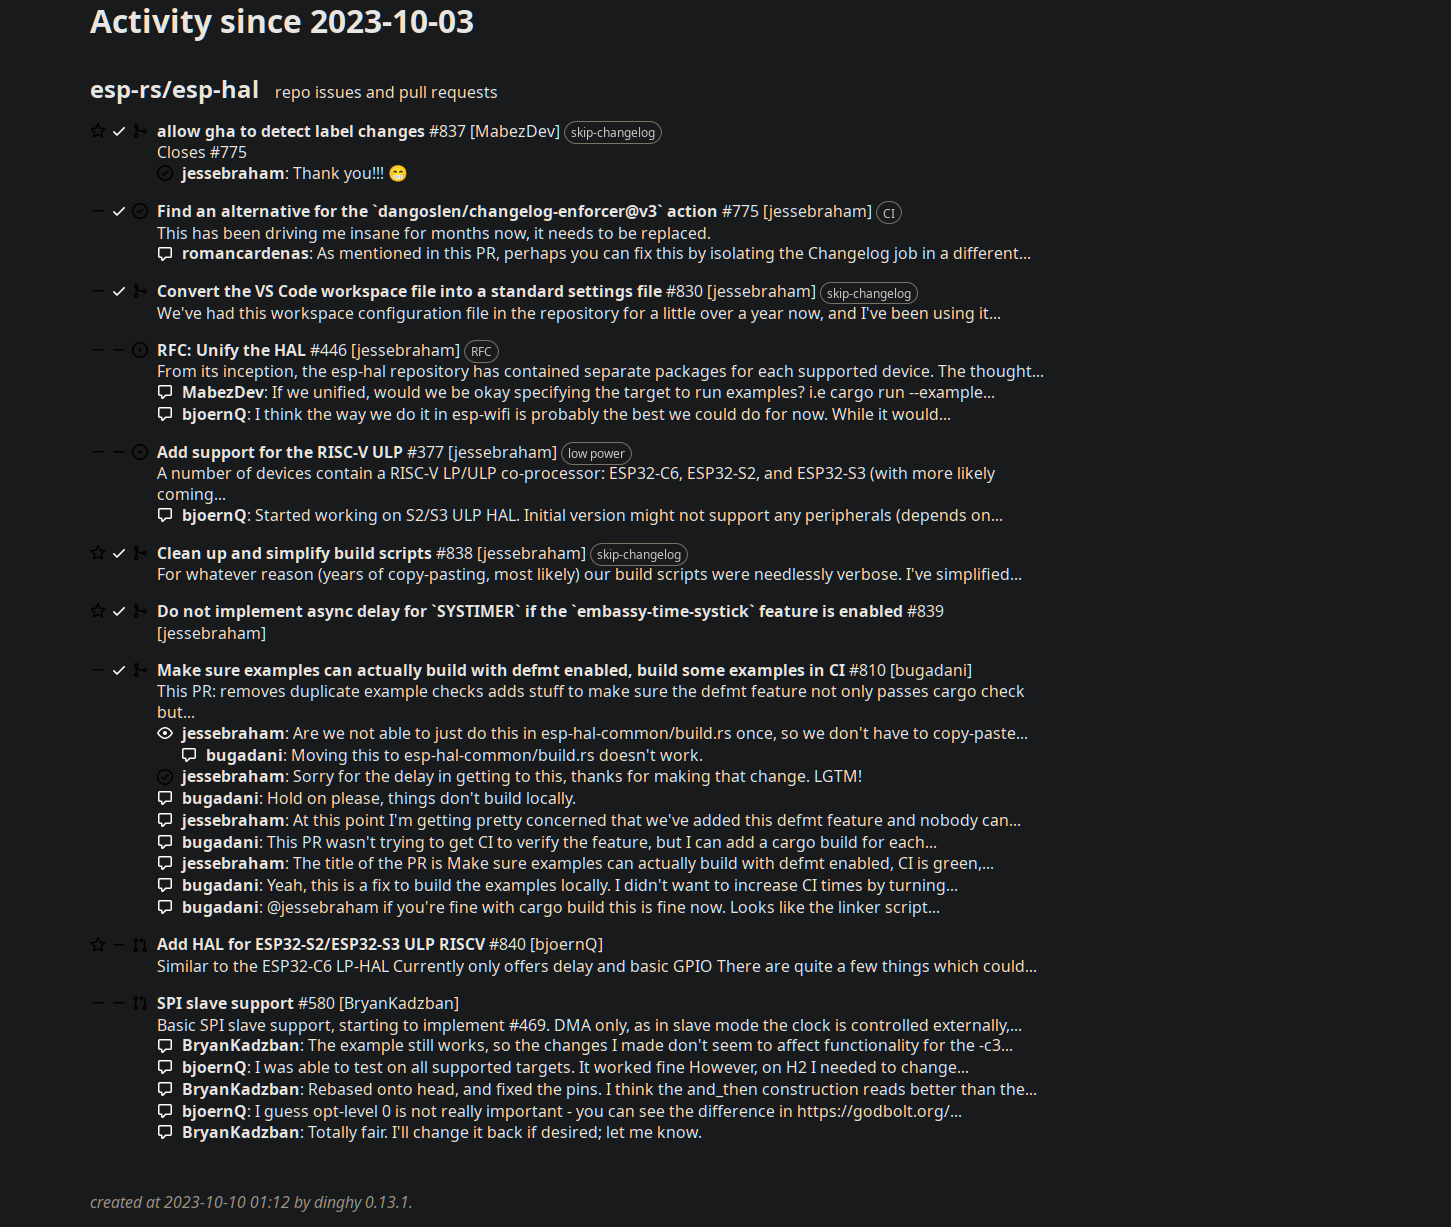 Activity since 2023-10-03
esp-rs/esp-hal repo issues and pull requests
allow gha to detect label changes #837 [MabezDev] skip-changelog
Closes #775
jessebraham: Thank you!!! 😁
Find an alternative for the `dangoslen/changelog-enforcer@v3` action #775 [jessebraham] CI
This has been driving me insane for months now, it needs to be replaced.
romancardenas: As mentioned in this PR, perhaps you can fix this by isolating the Changelog job in a different...
Convert the VS Code workspace file into a standard settings file #830 [jessebraham] skip-changelog
We've had this workspace configuration file in the repository for a little over a year now, and I've been using it...
RFC: Unify the HAL #446 [jessebraham] RFC
From its inception, the esp-hal repository has contained separate packages for each supported device. The thought...
MabezDev: If we unified, would we be okay specifying the target to run examples? i.e cargo run --example...
bjoernQ: I think the way we do it in esp-wifi is probably the best we could do for now. While it would...
Add support for the RISC-V ULP #377 [jessebraham] low power
A number of devices contain a RISC-V LP/ULP co-processor: ESP32-C6, ESP32-S2, and ESP32-S3 (with more likely
coming...
bjoernQ: Started working on S2/S3 ULP HAL. Initial version might not support any peripherals (depends on...
Clean up and simplify build scripts #838 [jessebraham] skip-changelog
For whatever reason (years of copy-pasting, most likely) our build scripts were needlessly verbose. I've simplified...
Do not implement async delay for `SYSTIMER` if the `embassy-time-systick` feature is enabled #839
[jessebraham]
Make sure examples can actually build with defmt enabled, build some examples in CI #810 [bugadani]
This PR: removes duplicate example checks adds stuff to make sure the defmt feature not only passes cargo check
but...
jessebraham: Are we not able to just do this in esp-hal-common/build.rs once, so we don't have to copy-paste...
bugadani: Moving this to esp-hal-common/build.rs doesn't work.
jessebraham: Sorry for the delay in getting to this, thanks for making that change. LGTM!
bugadani: Hold on please, things don't build locally.
jessebraham: At this point I'm getting pretty concerned that we've added this defmt feature and nobody can...
bugadani: This PR wasn't trying to get CI to verify the feature, but I can add a cargo build for each...
jessebraham: The title of the PR is Make sure examples can actually build with defmt enabled, CI is green,...
bugadani: Yeah, this is a fix to build the examples locally. I didn't want to increase CI times by turning...
bugadani: @jessebraham if you're fine with cargo build this is fine now. Looks like the linker script...
Add HAL for ESP32-S2/ESP32-S3 ULP RISCV #840 [bjoernQ]
Similar to the ESP32-C6 LP-HAL Currently only offers delay and basic GPIO There are quite a few things which could...
SPI slave support #580 [BryanKadzban]
Basic SPI slave support, starting to implement #469. DMA only, as in slave mode the clock is controlled externally,...
BryanKadzban: The example still works, so the changes I made don't seem to affect functionality for the -c3...
bjoernQ: I was able to test on all supported targets. It worked fine However, on H2 I needed to change...
BryanKadzban: Rebased onto head, and fixed the pins. I think the and_then construction reads better than the...
bjoernQ: I guess opt-level 0 is not really important - you can see the difference in https://godbolt.org/...
BryanKadzban: Totally fair. I'll change it back if desired; let me know.
created at 2023-10-10 01:12 by dinghy 0.13.1.